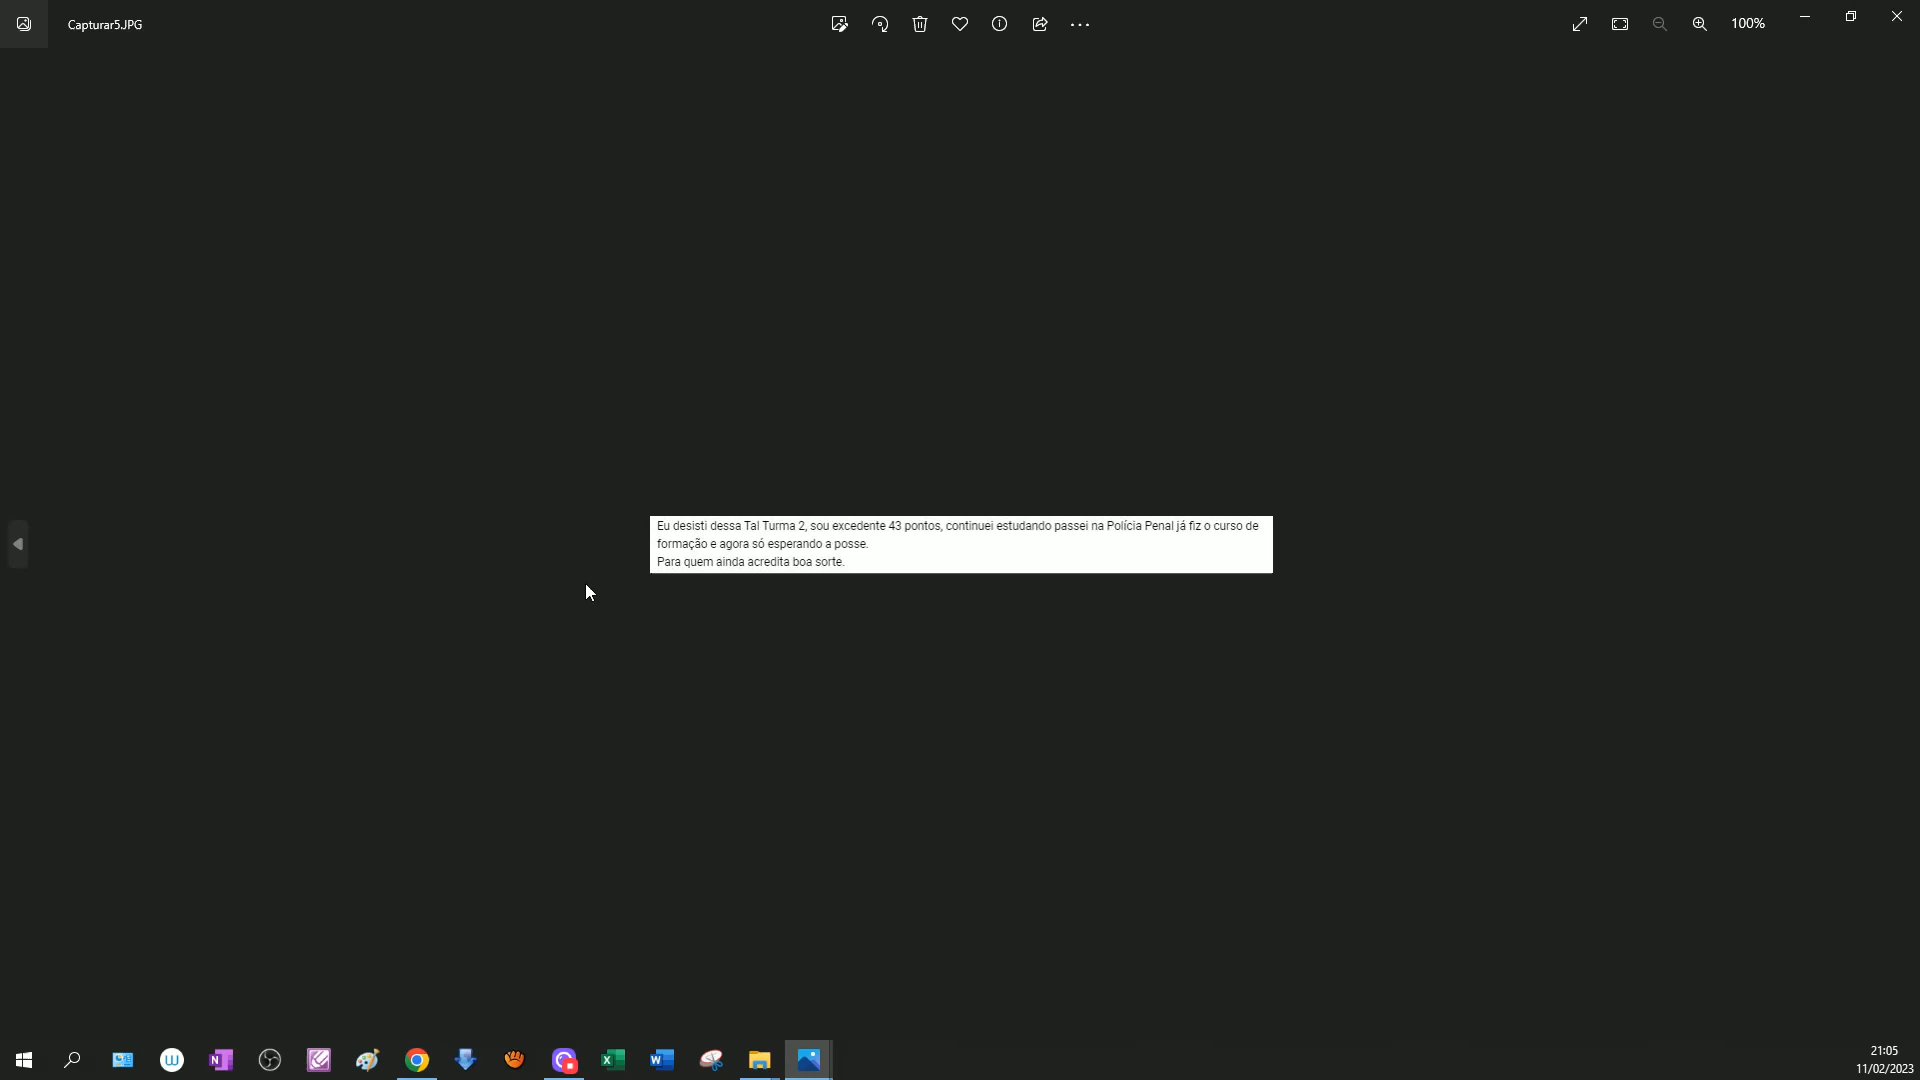 Capturar5.JPG
100%
Eu desisti dessa Tal Turma 2, sou excedente 43 pontos, continuei estudando passei na Polícia Penal já fiz o curso de
formação e agora só esperando a posse.
Para quem ainda acredita boa sorte.
21:05
11/02/2023